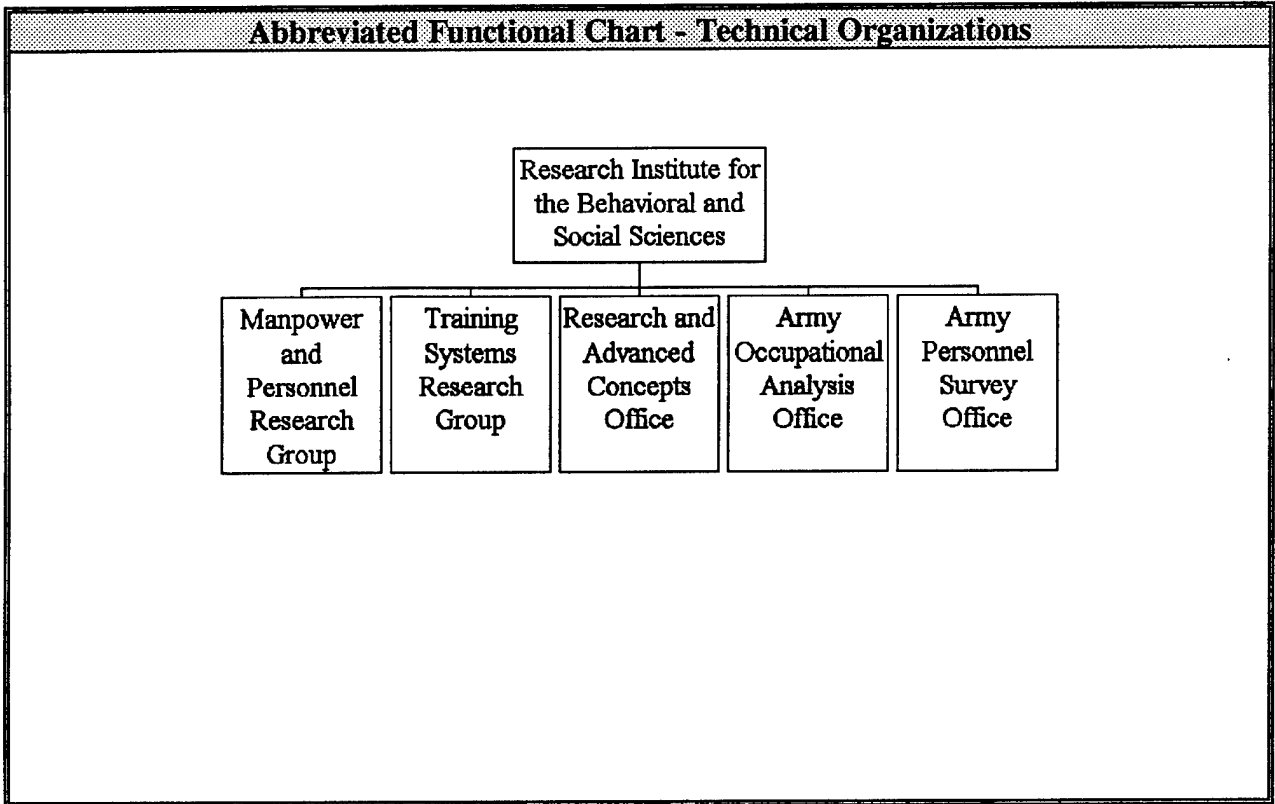 Abbreviated Functional Chart - Technical Organizations
Research Institute for
the Behavioral and
Social Sciences
Manpower
and
Personnel
Research
Group
Training
Systems
Research
Group
Research and
Advanced
Concepts
Office
Army
Occupational
Analysis
Office
Army
Personnel
Survey
Office